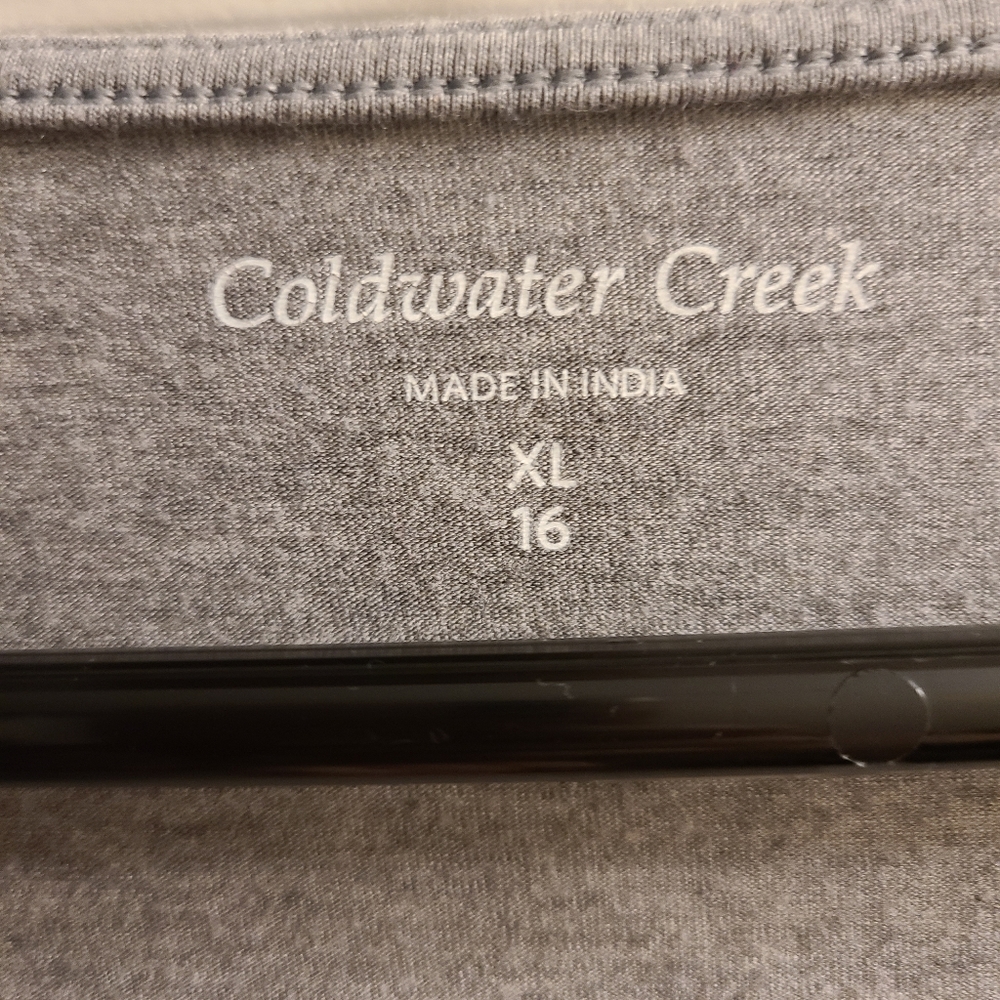 Coldwater Creek
MADE IN INDIA
XL
16